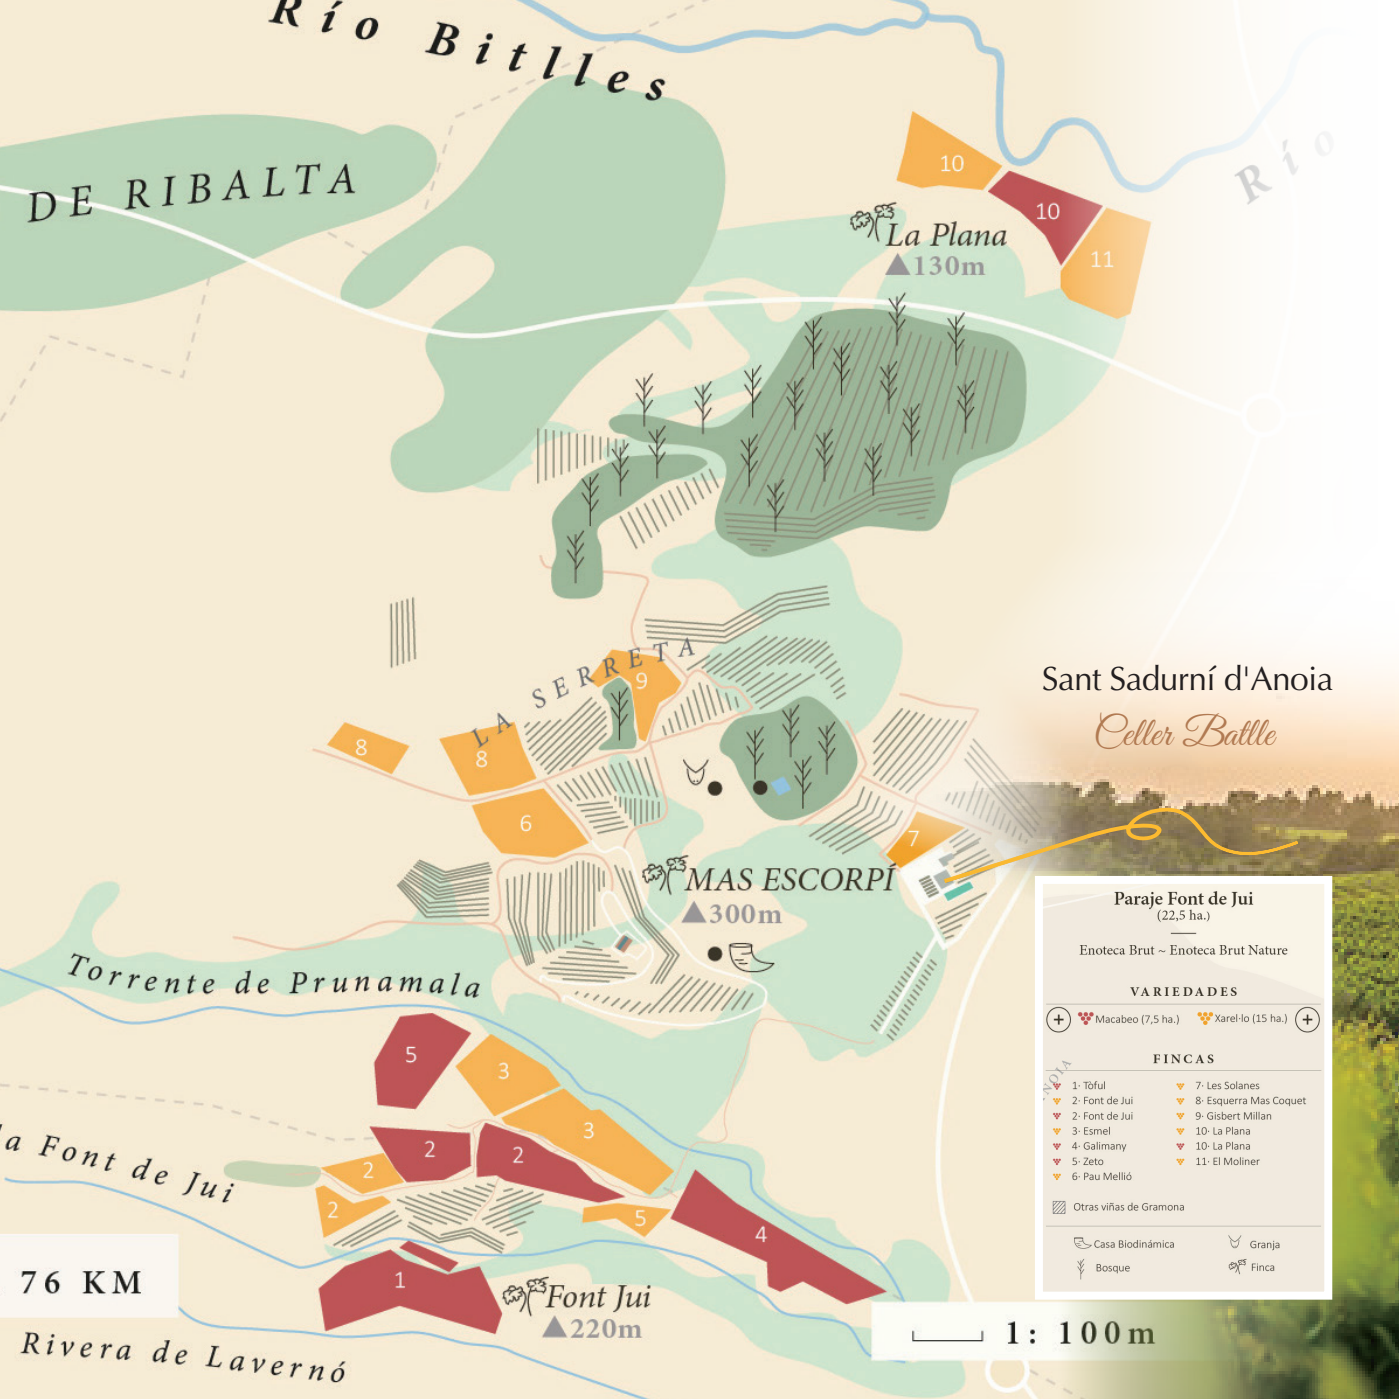 Río Bitlles
DE RIBALTA
10
10
11
La Plana
130m
Río
LA SERRETA
9
8
8
6
7
Sant Sadurní d'Anoia
Celler Batlle
MAS ESCORPÍ
300m
Torrente de Prunamala
5
3
3
2
2
2
2
5
4
1
la Font de Jui
76 KM
Font Jui
220m
Rivera de Lavernó
1: 100m
Paraje Font de Jui
(22,5 ha.)
Enoteca Brut ~ Enoteca Brut Nature
VARIEDADES
+ Macabeo (7,5 ha.) Xarel·lo (15 ha.) +
FINCAS
NOIA
1· Tòful
2· Font de Jui
2· Font de Jui
3· Esmel
4· Galimany
5· Zeto
6· Pau Mellió
7· Les Solanes
8· Esquerra Mas Coquet
9· Gisbert Millan
10· La Plana
10· La Plana
11· El Moliner
Otras viñas de Gramona
Casa Biodinámica
Granja
Bosque
Finca